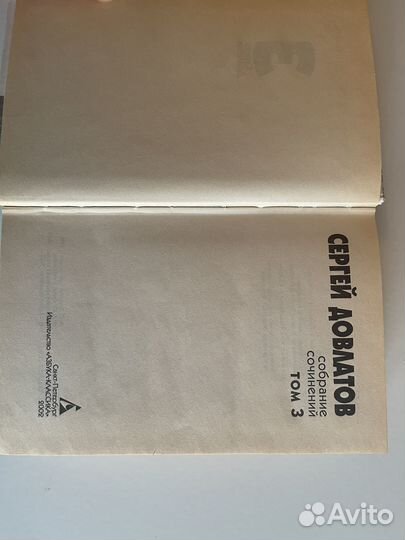 СЕРГЕЙ ДОВЛАТОВ
собрание
сочинений
ТОМ 3
Санкт-Петербург
Издательство «АЗБУКА-КЛАССИКА»
2002
Avito